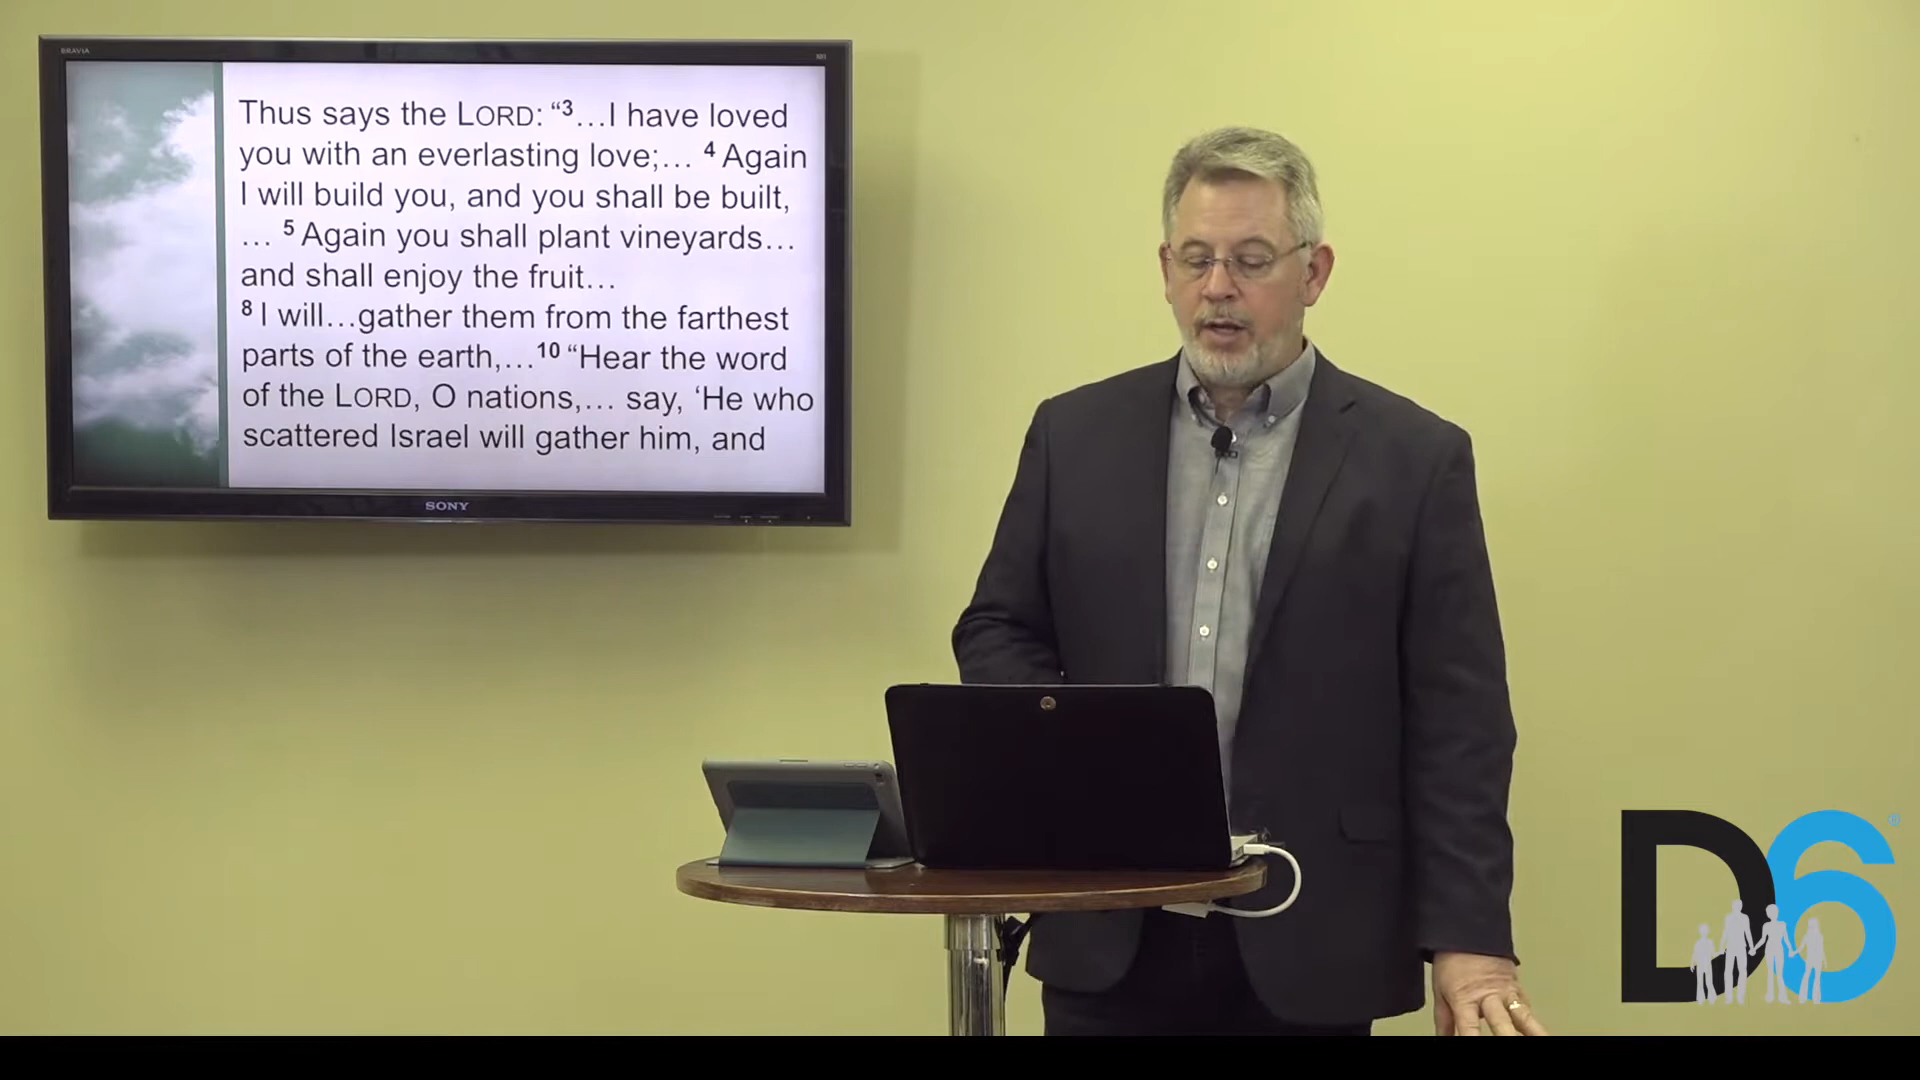 BRAVIA
Thus says the LORD: “3…I have loved
you with an everlasting love;… 4 Again
I will build you, and you shall be built,
… 5 Again you shall plant vineyards…
and shall enjoy the fruit…
8 I will…gather them from the farthest
parts of the earth,… 10 “Hear the word
of the LORD, O nations,… say, ‘He who
scattered Israel will gather him, and
SONY
D6®